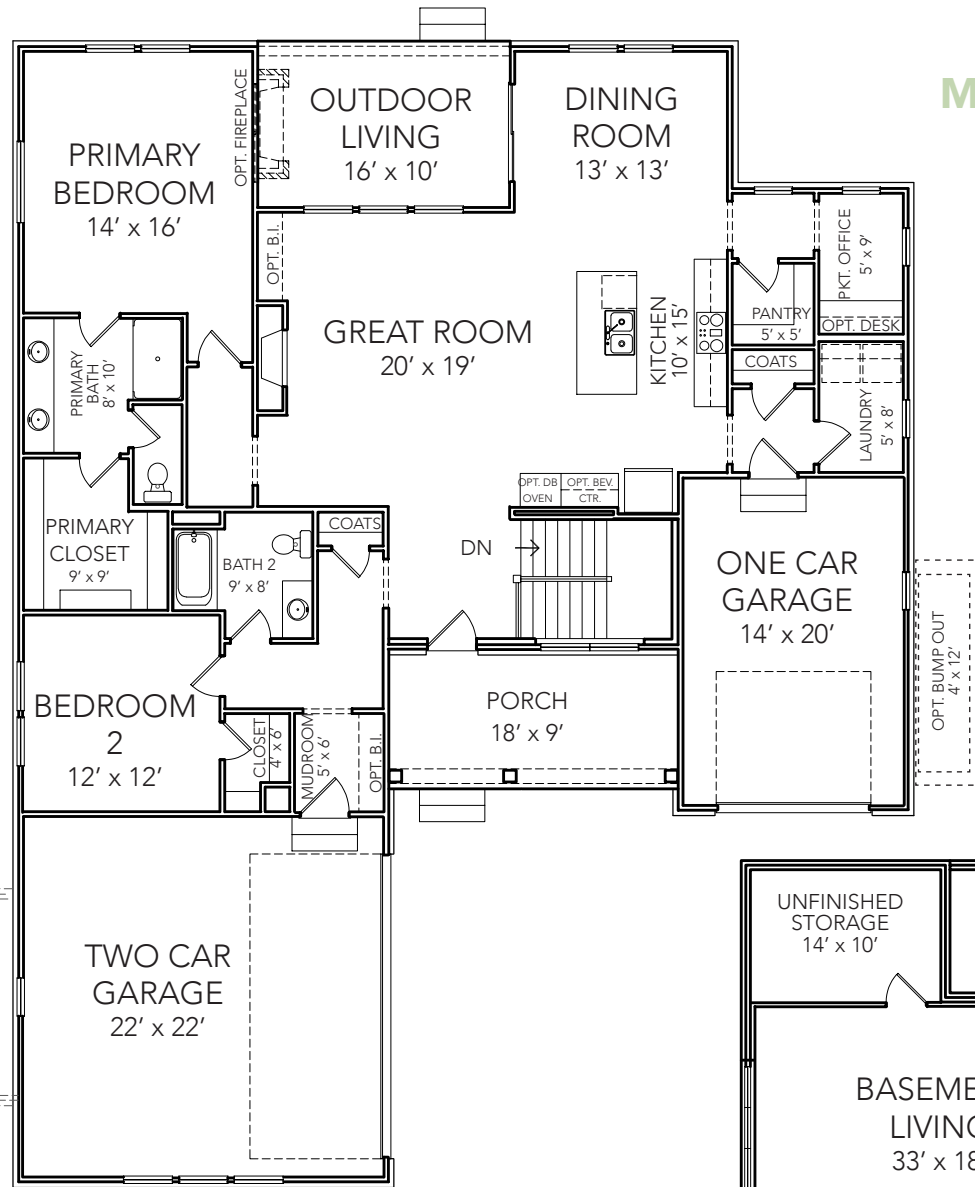 M
OUTDOOR
LIVING
16' x 10'
DINING
ROOM
13' x 13'
OPT. FIREPLACE
PRIMARY
BEDROOM
14' x 16'
OPT. B.I.
PKT. OFFICE
5' x 9'
PANTRY
5' x 5'
OPT. DESK
GREAT ROOM
20' x 19'
KITCHEN
10' x 15'
COATS
PRIMARY
BATH
8' x 10'
LAUNDRY
5' x 8'
OPT. DB
OVEN
OPT. BEV.
CTR.
PRIMARY
CLOSET
9' x 9'
COATS
BATH 2
9' x 8'
DN
ONE CAR
GARAGE
14' x 20'
OPT. BUMP OUT
4' x 12'
BEDROOM
2
12' x 12'
CLOSET
4' x 6'
MUDROOM
5' x 6'
OPT. B.I.
PORCH
18' x 9'
TWO CAR
GARAGE
22' x 22'
UNFINISHED
STORAGE
14' x 10'
BASEME
LIVING
33' x 18